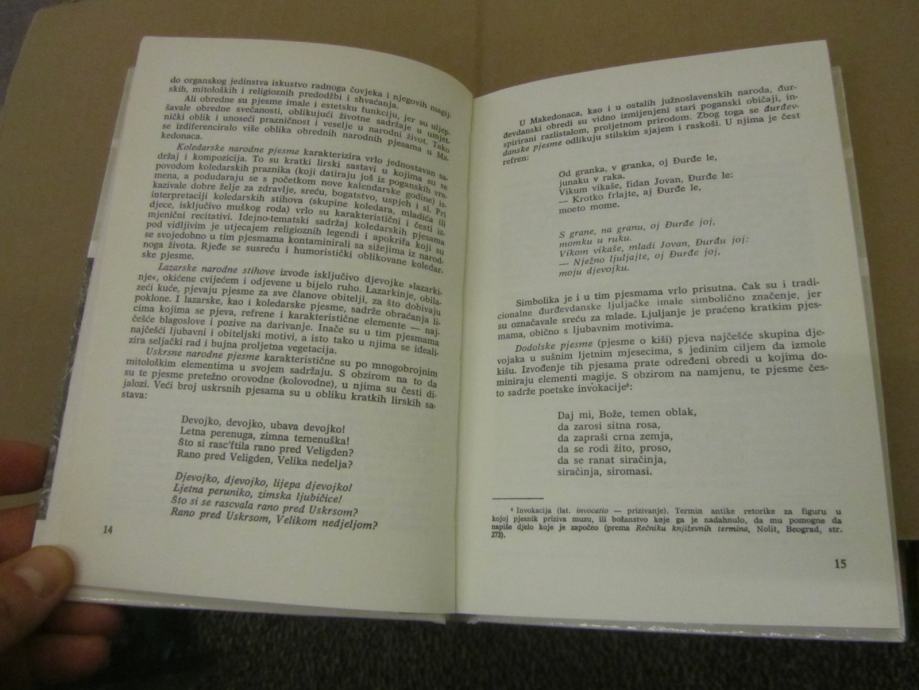 do organskog jedinstva iskustvo radnoga čovjeka i njegovih magij-
skih, mitoloških i religioznih predodžbi i shvaćanja.
Ali obredne su pjesme imale i estetsku funkciju, jer su uljep-
šavale obredne svečanosti, oblikujući životne sadržaje u umjet-
nički oblik i unoseći prazničnost i veselje u narodni život. Tako
se indiferenciralo više oblika obrednih narodnih pjesama u Ma-
kedonaca.
Koledarske narodne pjesme karakterizira vrlo jednostavan sa-
držaj i kompozicija. To su kratki lirski sastavi u kojima su se
povodom koledarskih praznika (koji datiraju još iz poganskih vre-
mena, a podudaraju se s početkom nove kalendarske godine) is-
kazivale dobre želje za zdravlje, sreću, bogatstvo, uspjeh i sl. Pri
interpretaciji koledarskih stihova (skupine koledara, mladića ili
djece, isključivo muškog roda) vrlo su karakteristični i česti iz-
mjenični recitativi. Idejno-tematski sadržaj koledarskih pjesama
pod vidljivim je utjecajem religioznih legendi i apokrifa koji su
se svojedobno u tim pjesmama kontaminirali sa sižejima iz narod-
noga života. Rjeđe se susreću i humoristički oblikovane koledar-
ske pjesme.
Lazarske narodne stihove izvode isključivo djevojke »lazarki-
nje«, okićene cvijećem i odjevene u bijelo ruho. Lazarkinje, obila-
zeći kuće, pjevaju pjesme za sve članove obitelji, za što dobivaju
poklone. I lazarske, kao i koledarske pjesme, sadrže obraćanja li-
cima kojima se pjeva, refrene i karakteristične elemente — naj-
češće blagoslove i pozive na darivanje. Inače su u tim pjesmama
najčešći ljubavni i obiteljski motivi, a isto tako u njima se ideali-
zira seljački rad i bujna proljetna vegetacija.
Uskrsne narodne pjesme karakteristične su po mnogobrojnim
mitološkim elementima u svojem sadržaju. S obzirom na to da
su te pjesme pretežno orovodne (kolovodne), u njima su česti di-
jalozi. Veći broj uskrsnih pjesama su u obliku kratkih lirskih sa-
stava:
Devojko, devojko, ubava devojko!
Letna perenuga, zimna temenuška!
Što si rasc'ftila rano pred Veligden?
Rano pred Veligden, Velika nedelja?
Djevojko, djevojko, lijepa djevojko!
Ljetna peruniko, zimska ljubičice!
Što si se rascvala rano pred Uskrsom?
Rano pred Uskrsom, Velikom nedjeljom?
14
U Makedonaca, kao i u ostalih južnoslavenskih naroda, đur-
đevdanski obredi su vidno izmijenjeni stari poganski običaji, in-
spirirani razlistalom, proljetnom prirodom. Zbog toga se đurđev-
danske pjesme odlikuju stilskim sjajem i raskoši. U njima je čest
refren:
Od granka, v granka, oj Đurđe le,
junaku v raka.
Vikum vikaše, fidan Jovan, Đurđe le:
— Krotko frlajte, aj Đurđe le,
moeto mome.
S grane, na granu, oj Đurđe joj,
momku u ruku.
Vikom vikaše, mladi Jovan, Đurđu joj:
— Nježno ljuljajte, oj Đurđe joj,
moju djevojku.
Simbolika je i u tim pjesmama vrlo prisutna. Čak su i tradi-
cionalne đurđevdanske ljuljačke imale simbolično značenje, jer
su označavale sreću za mlade. Ljuljanje je praćeno kratkim pjes-
mama, obično s ljubavnim motivima.
Dodolske pjesme (pjesme o kiši) pjeva najčešće skupina dje-
vojaka u sušnim ljetnim mjesecima, s jedinim ciljem da izmole
kišu. Izvođenje tih pjesama prate određeni obredi u kojima do-
miniraju elementi magije. S obzirom na namjenu, te pjesme čes-
to sadrže poetske invokacije⁴:
Daj mi, Bože, temen oblak,
da zarosi sitna rosa,
da zapraši crna zemja,
da se rodi žito, proso,
da se ranat siračinja,
siračinja, siromasi.
⁴ Invokacija (lat. invocatio — prizivanje). Termin antike retorike za figuru u
kojoj pjesnik priziva muzu, ili božanstvo koje ga je nadahnulo, da mu pomogne da
napiše djelo koje je započeo (prema Rečniku književnih termina, Nolit, Beograd, str.
272).
15